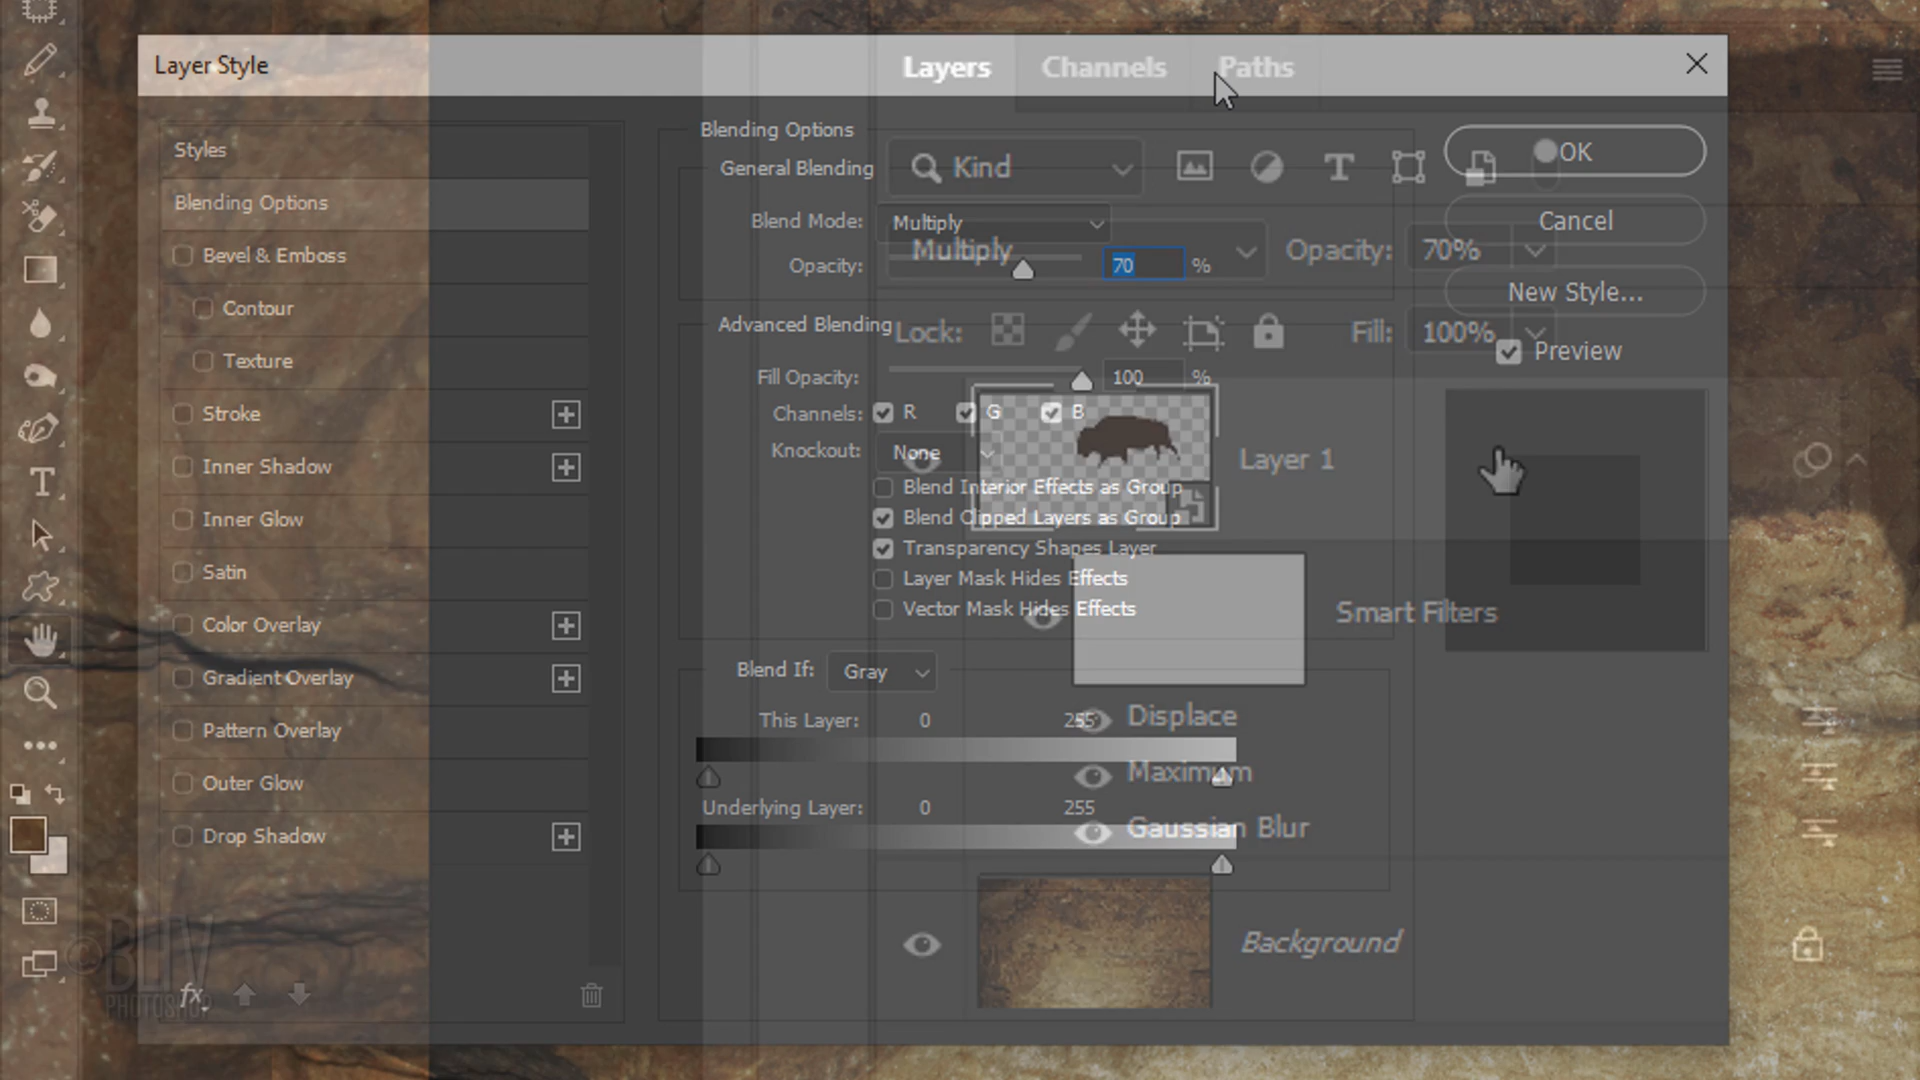 Layer Style
Layers Channels Paths
Styles
Blending Options
Bevel & Emboss
Contour
Texture
Stroke
Inner Shadow
Inner Glow
Satin
Color Overlay
Gradient Overlay
Pattern Overlay
Outer Glow
Drop Shadow
fx
Blending Options
General Blending
Blend Mode: Multiply
Opacity: 70 %
Advanced Blending
Fill Opacity: 100 %
Channels: R G B
Knockout: None
Blend Interior Effects as Group
Blend Clipped Layers as Group
Transparency Shapes Layer
Layer Mask Hides Effects
Vector Mask Hides Effects
Blend If: Gray
This Layer: 0 255
Underlying Layer: 0 255
Kind
Multiply Opacity: 70%
Lock: Fill: 100%
Layer 1
Smart Filters
Displace
Maximum
Gaussian Blur
Background
OK
Cancel
New Style...
Preview
© BLTV
PHOTOSHOP